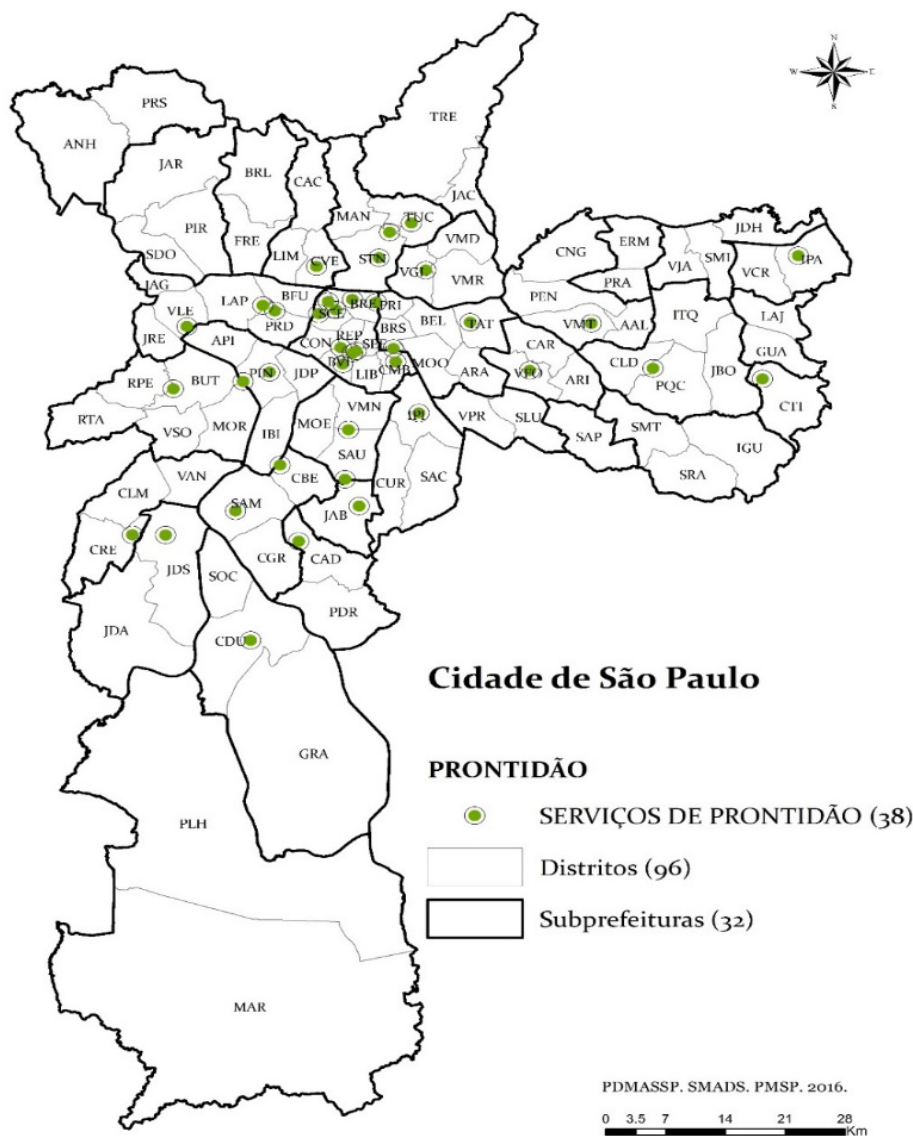 N
W
E
N
PRS
TRE
ANH
JAR
BRL
CAC
JAC
MAN
TUC
JDH
PIR
VMD
ERM
CNG
FRE
LIM
CVE
STN
SDO
VJA
SMI
VGL
VMR
VCR
JPA
JAG
PRA
LAP
BFU
PEN
VLE
BRE
PRI
LAJ
SCE
PRD
BEL
TAT
VMT
AAL
ITQ
JRE
API
CON
REP
SEE
BRS
CAR
GUA
BVI
MOO
CLD
RPE
BUT
PIN
JDP
LIB
CMB
ARA
VFO
ARI
PQC
JBO
CTI
RTA
VMN
IPI
VPR
SLU
VSO
MOR
IBI
MOE
SAP
SMT
IGU
SAU
SRA
VAN
CBE
CUR
SAC
CLM
SAM
JAB
CRE
JDS
CGR
CAD
SOC
PDR
JDA
CDU
Cidade de São Paulo
GRA
PRONTIDÃO
SERVIÇOS DE PRONTIDÃO (38)
PLH
Distritos (96)
Subprefeituras (32)
MAR
PDMASSP. SMADS. PMSP. 2016.
0 3.5 7 14 21 28
Km